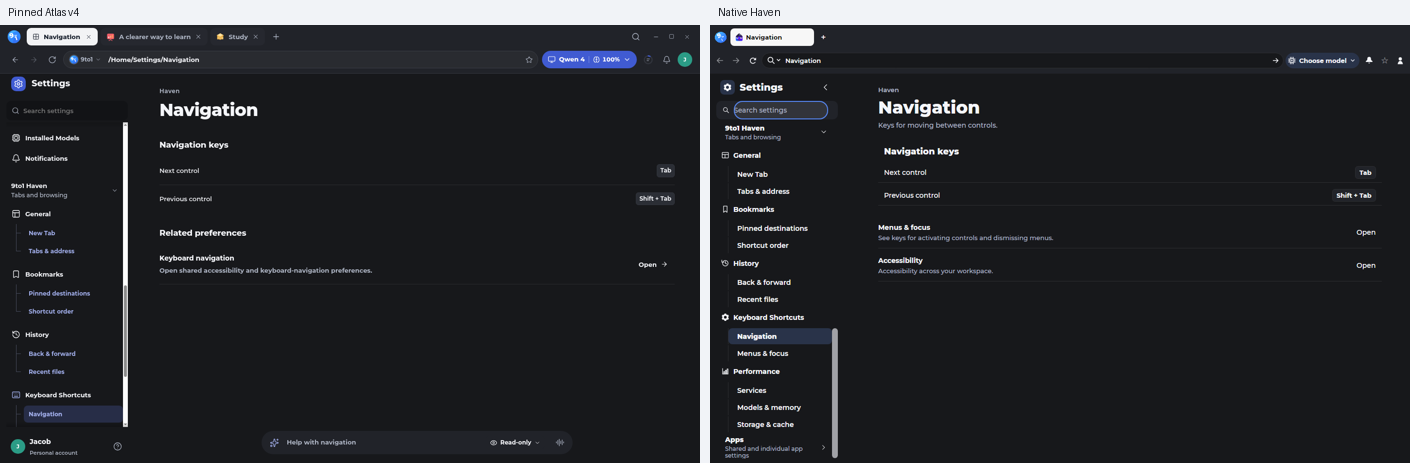 Pinned Atlas v4
Navigation
A clearer way to learn
Study
9to1
/Home/Settings/Navigation
Qwen 4
100%
J
Settings
Search settings
Installed Models
Notifications
9to1 Haven
Tabs and browsing
General
New Tab
Tabs & address
Bookmarks
Pinned destinations
Shortcut order
History
Back & forward
Recent files
Keyboard Shortcuts
Navigation
J
Jacob
Personal account
Haven
Navigation
Navigation keys
Next control
Tab
Previous control
Shift + Tab
Related preferences
Keyboard navigation
Open shared accessibility and keyboard-navigation preferences.
Open
Help with navigation
Read-only
Native Haven
Navigation
Navigation
Choose model
Settings
Search settings
9to1 Haven
Tabs and browsing
General
New Tab
Tabs & address
Bookmarks
Pinned destinations
Shortcut order
History
Back & forward
Recent files
Keyboard Shortcuts
Navigation
Menus & focus
Performance
Services
Models & memory
Storage & cache
Apps
Shared and individual app
settings
Haven
Navigation
Keys for moving between controls.
Navigation keys
Next control
Tab
Previous control
Shift + Tab
Menus & focus
See keys for activating controls and dismissing menus.
Open
Accessibility
Accessibility across your workspace.
Open